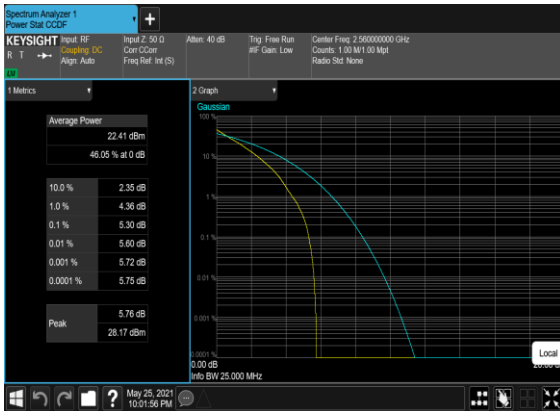 Spectrum Analyzer 1
Power Stat CCDF
KEYSIGHT
R T
LNI
Input: RF
Coupling: DC
Align: Auto
Input Z: 50 Ω
Corr CCorr
Freq Ref: Int (S)
Atten: 40 dB
Trig: Free Run
#IF Gain: Low
Center Freq: 2.560000000 GHz
Counts: 1.00 M/1.00 Mpt
Radio Std: None
1 Metrics
Average Power
22.41 dBm
46.05 % at 0 dB
10.0 % 2.35 dB
1.0 % 4.36 dB
0.1 % 5.30 dB
0.01 % 5.60 dB
0.001 % 5.72 dB
0.0001 % 5.75 dB
Peak
5.76 dB
28.17 dBm
2 Graph
Gaussian
100 %
10 %
1 %
0.1 %
0.01 %
0.001 %
0.0001 %
0.00 dB
Info BW 25.000 MHz
Local
May 25, 2021
10:01:56 PM